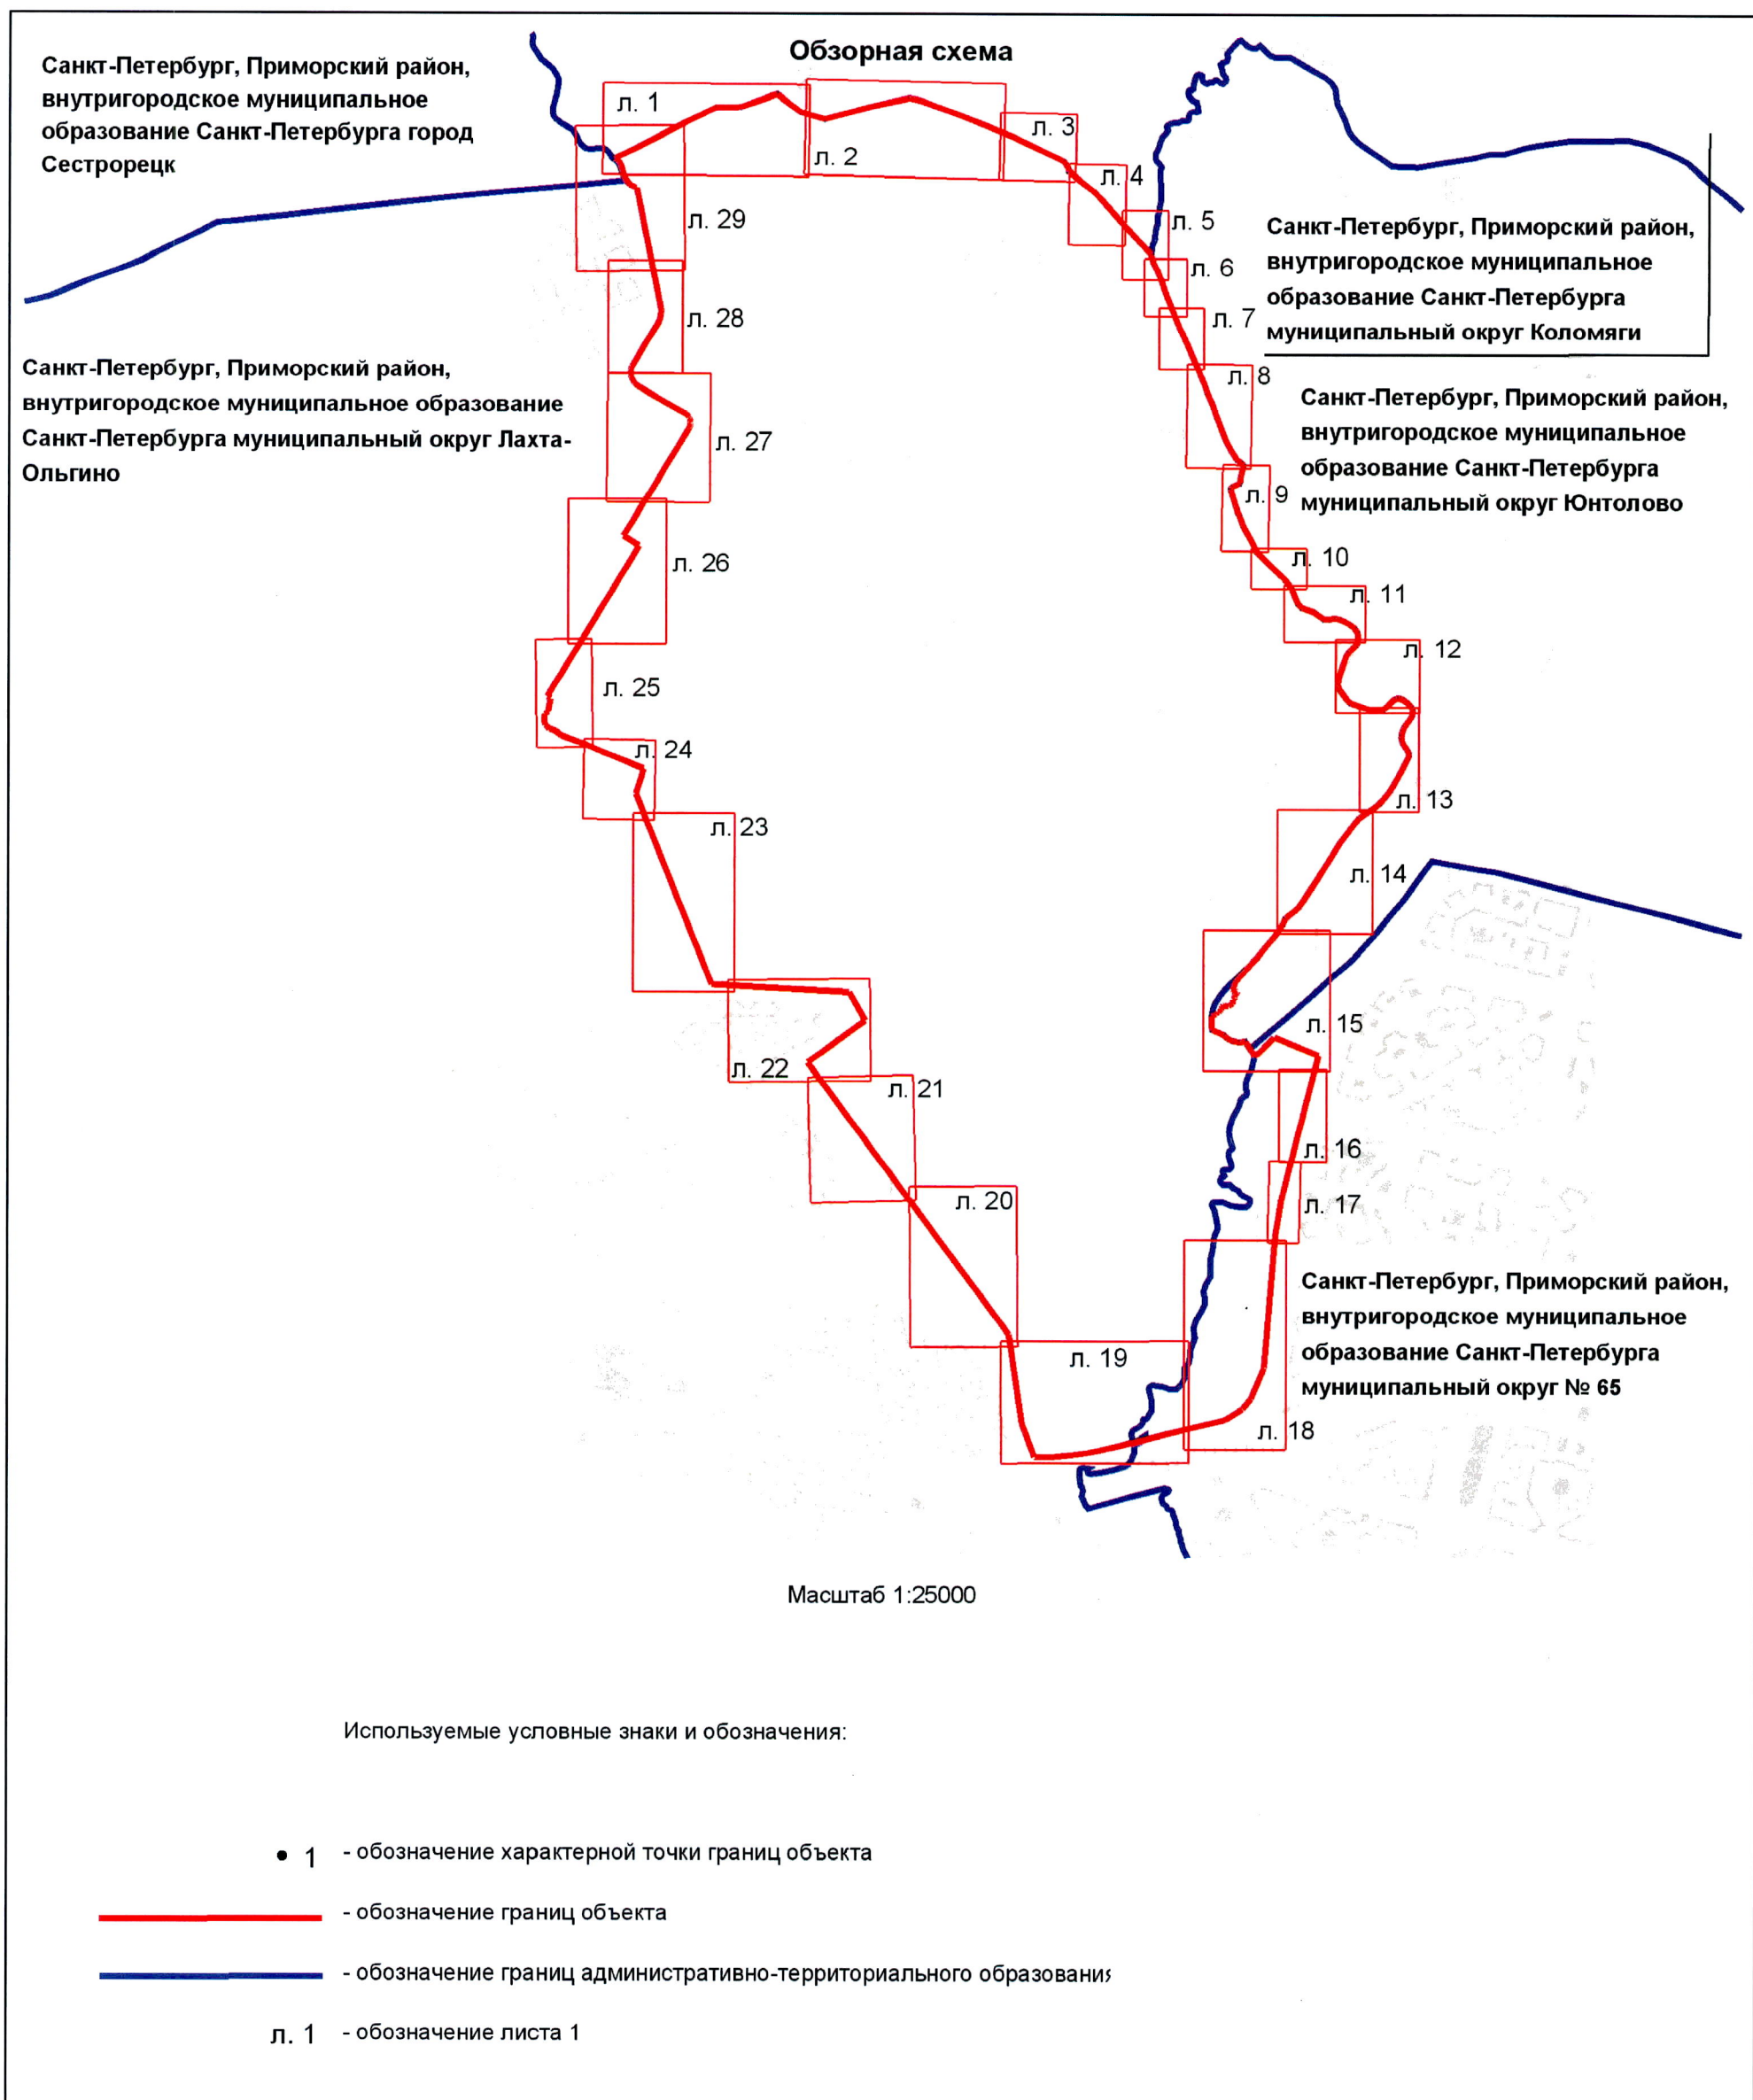 Обзорная схема
Санкт-Петербург, Приморский район,
внутригородское муниципальное
образование Санкт-Петербурга город
Сестрорецк
л. 1
л. 2
л. 3
л. 4
л. 5
л. 6
л. 7
л. 8
л. 9
л. 10
л. 11
л. 12
л. 13
л. 14
л. 15
л. 16
л. 17
л. 18
л. 19
л. 20
л. 21
л. 22
л. 23
л. 24
л. 25
л. 26
л. 27
л. 28
л. 29
Санкт-Петербург, Приморский район,
внутригородское муниципальное
образование Санкт-Петербурга
муниципальный округ Коломяги
Санкт-Петербург, Приморский район,
внутригородское муниципальное образование
Санкт-Петербурга муниципальный округ Лахта-
Ольгино
Санкт-Петербург, Приморский район,
внутригородское муниципальное
образование Санкт-Петербурга
муниципальный округ Юнтолово
Санкт-Петербург, Приморский район,
внутригородское муниципальное
образование Санкт-Петербурга
муниципальный округ № 65
Масштаб 1:25000
Используемые условные знаки и обозначения:
• 1 - обозначение характерной точки границ объекта
- обозначение границ объекта
- обозначение границ административно-территориального образования
л. 1 - обозначение листа 1